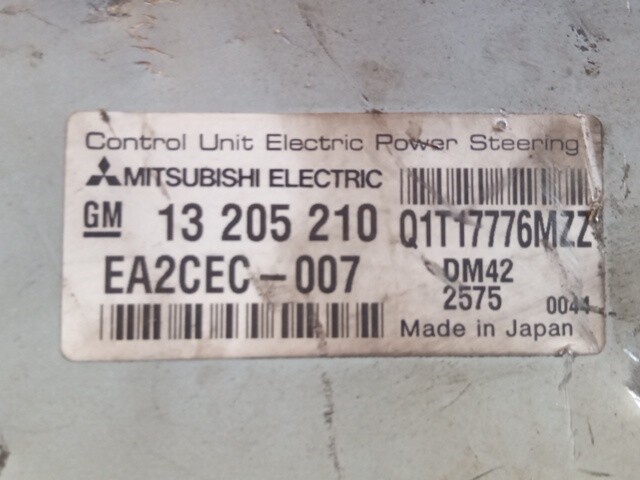 Control Unit Electric Power Steering
MITSUBISHI ELECTRIC
GM 13 205 210
Q1T17776MZZ
EA2CEC-007
DM42
2575
0044
Made in Japan